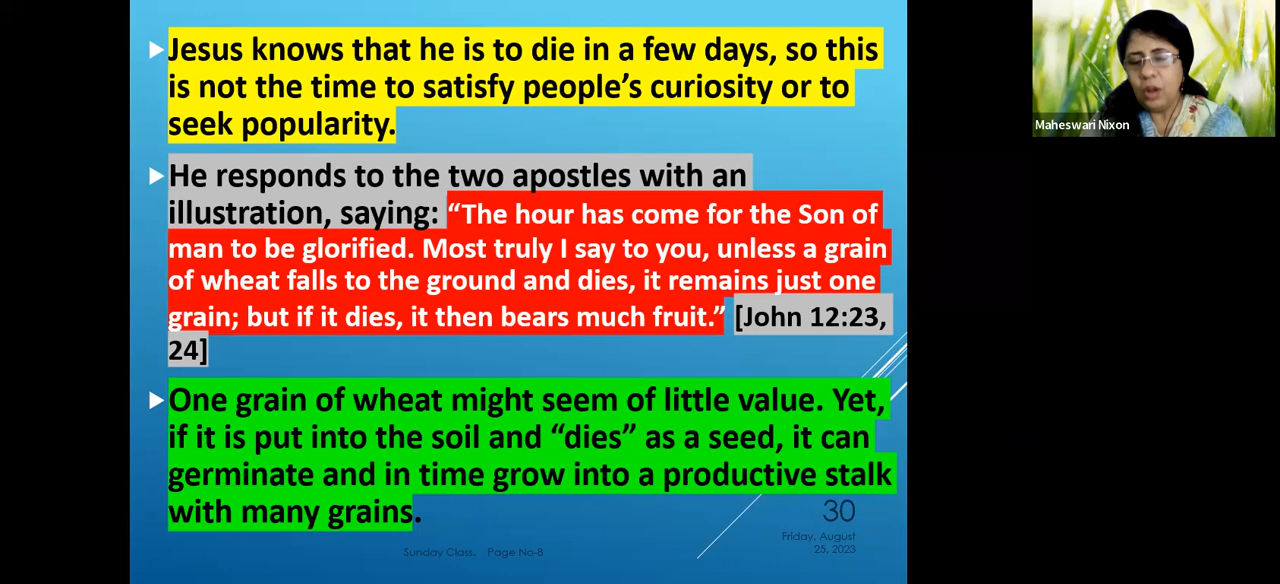 Jesus knows that he is to die in a few days, so this
is not the time to satisfy people's curiosity or to
seek popularity.
He responds to the two apostles with an
illustration, saying: “The hour has come for the Son of
man to be glorified. Most truly I say to you, unless a grain
of wheat falls to the ground and dies, it remains just one
grain; but if it dies, it then bears much fruit.” [John 12:23,
24]
One grain of wheat might seem of little value. Yet,
if it is put into the soil and “dies” as a seed, it can
germinate and in time grow into a productive stalk
with many grains.
30
Friday, August
25, 2023
Sunday Class. Page No-8
Maheswari Nixon